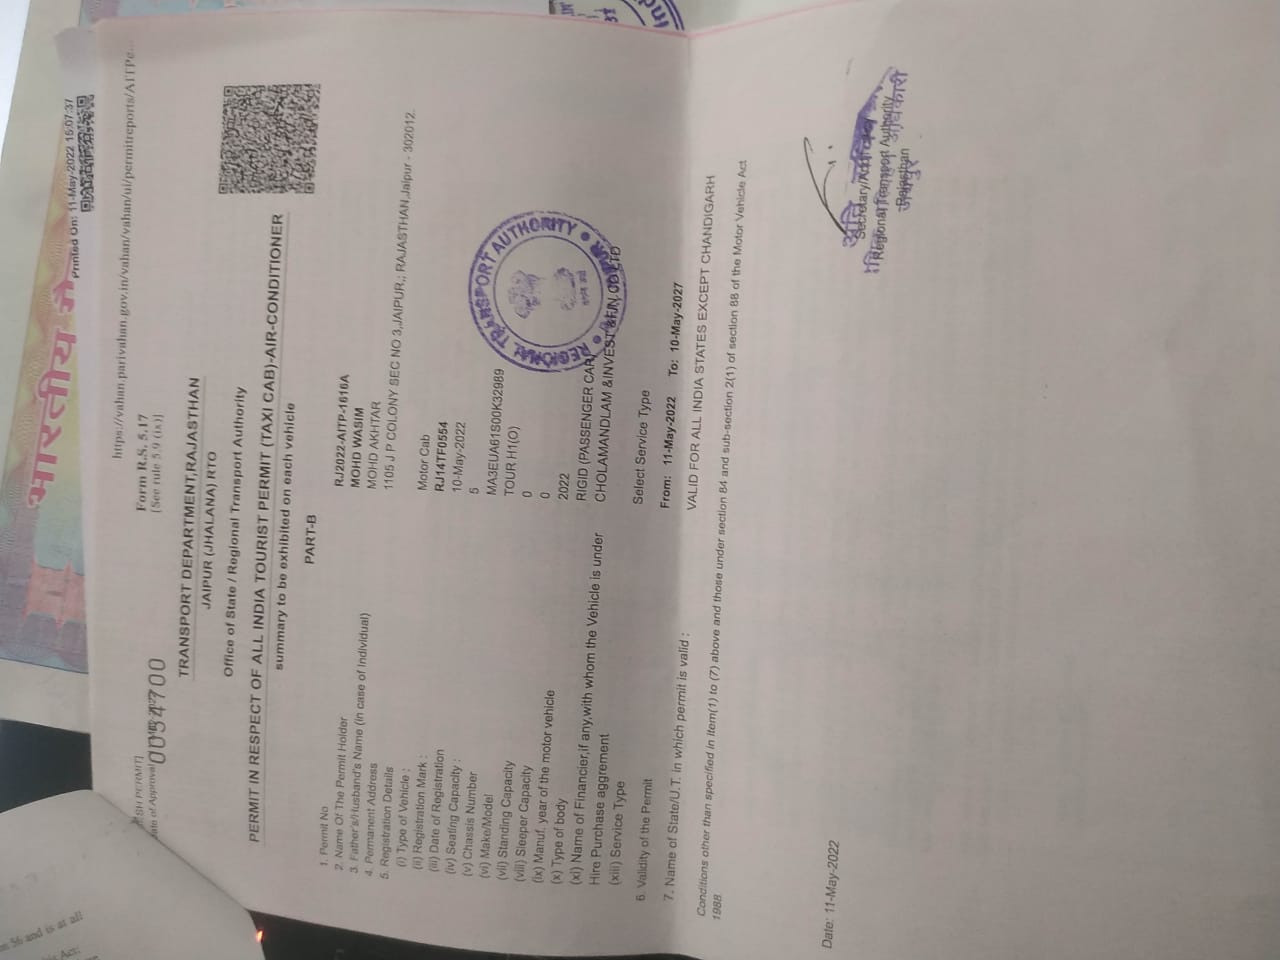 भारतीय
Printed On: 11-May-2022 15:07:37
https://vahan.parivahan.gov.in/vahan/vahan/ui/permitreports/AITPe...
Form R.S. 5.17
[See rule 5.9 (ix)]
SH PERMIT]
ate of Approval
0054700
TRANSPORT DEPARTMENT,RAJASTHAN
JAIPUR (JHALANA) RTO
Office of State / Regional Transport Authority
PERMIT IN RESPECT OF ALL INDIA TOURIST PERMIT (TAXI CAB)-AIR-CONDITIONER
summary to be exhibited on each vehicle
PART-B
1. Permit No RJ2022-AITP-1616A
2. Name Of The Permit Holder MOHD WASIM
3. Father's/Husband's Name (in case of Individual) MOHD AKHTAR
4. Permanent Address 1105 J P COLONY SEC NO 3,JAIPUR,; RAJASTHAN,Jaipur - 302012.
5. Registration Details
(i) Type of Vehicle : Motor Cab
(ii) Registration Mark : RJ14TF0554
(iii) Date of Registration 10-May-2022
(iv) Seating Capacity : 5
(v) Chassis Number MA3EUA61S00K32989
(vi) Make/Model TOUR H1(O)
(vii) Standing Capacity 0
(viii) Sleeper Capacity 0
(ix) Manuf. year of the motor vehicle 2022
(x) Type of body RIGID (PASSENGER CAR)
(xi) Name of Financier,if any,with whom the Vehicle is under CHOLAMANDLAM &INVEST &FIN CO LTD
Hire Purchase aggrement
(xiii) Service Type Select Service Type
6. Validity of the Permit From: 11-May-2022 To: 10-May-2027
7. Name of State/U.T. in which permit is valid : VALID FOR ALL INDIA STATES EXCEPT CHANDIGARH
Conditions other than specified in item(1) to (7) above and those under section 84 and sub-section 2(1) of section 88 of the Motor Vehicle Act
1988
REGIONAL TRANSPORT AUTHORITY
Regional Transport Authority
Rajasthan
Date: 11-May-2022
n 56 and is at all
Act: